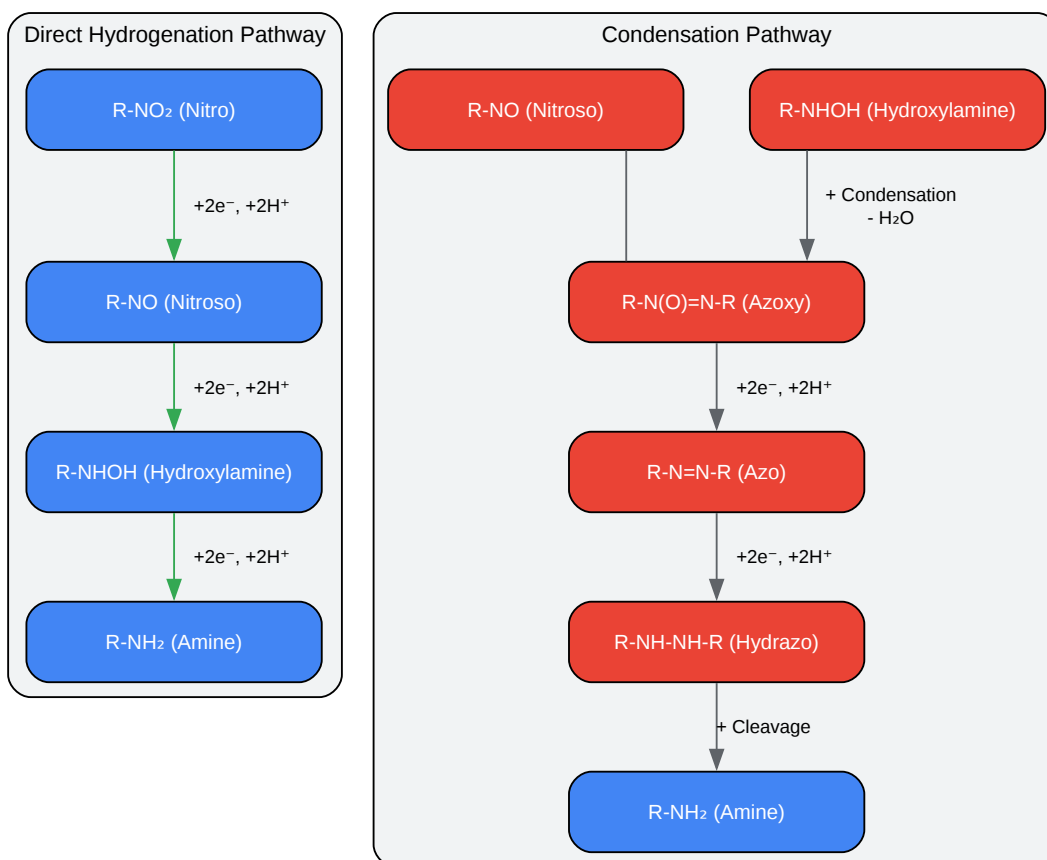 Direct Hydrogenation Pathway
R-NO₂ (Nitro)
+2e⁻, +2H⁺
R-NO (Nitroso)
+2e⁻, +2H⁺
R-NHOH (Hydroxylamine)
+2e⁻, +2H⁺
R-NH₂ (Amine)
Condensation Pathway
R-NO (Nitroso)
R-NHOH (Hydroxylamine)
+ Condensation
- H₂O
R-N(O)=N-R (Azoxy)
+2e⁻, +2H⁺
R-N=N-R (Azo)
+2e⁻, +2H⁺
R-NH-NH-R (Hydrazo)
+ Cleavage
R-NH₂ (Amine)